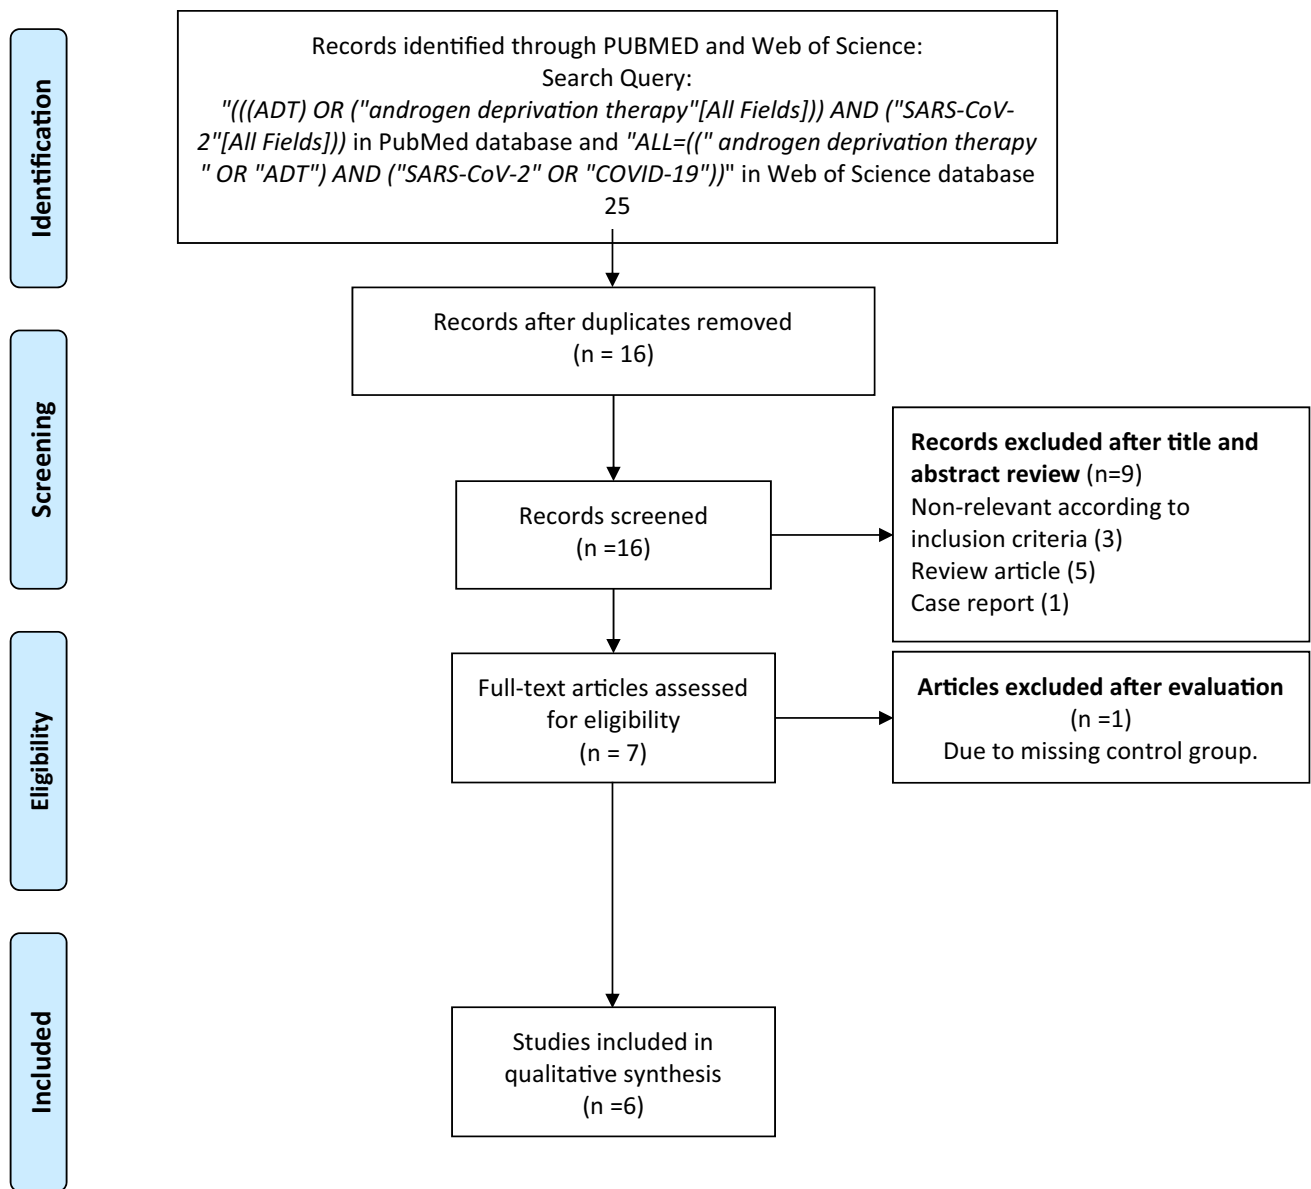 Identification
Records identified through PUBMED and Web of Science:
Search Query:
"(((ADT) OR ("androgen deprivation therapy"[All Fields])) AND ("SARS-CoV-
2"[All Fields])) in PubMed database and "ALL=((" androgen deprivation therapy
" OR "ADT") AND ("SARS-CoV-2" OR "COVID-19"))" in Web of Science database
25
Records after duplicates removed
(n = 16)
Screening
Records screened
(n =16)
Records excluded after title and
abstract review (n=9)
Non-relevant according to
inclusion criteria (3)
Review article (5)
Case report (1)
Eligibility
Full-text articles assessed
for eligibility
(n = 7)
Articles excluded after evaluation
(n =1)
Due to missing control group.
Included
Studies included in
qualitative synthesis
(n =6)